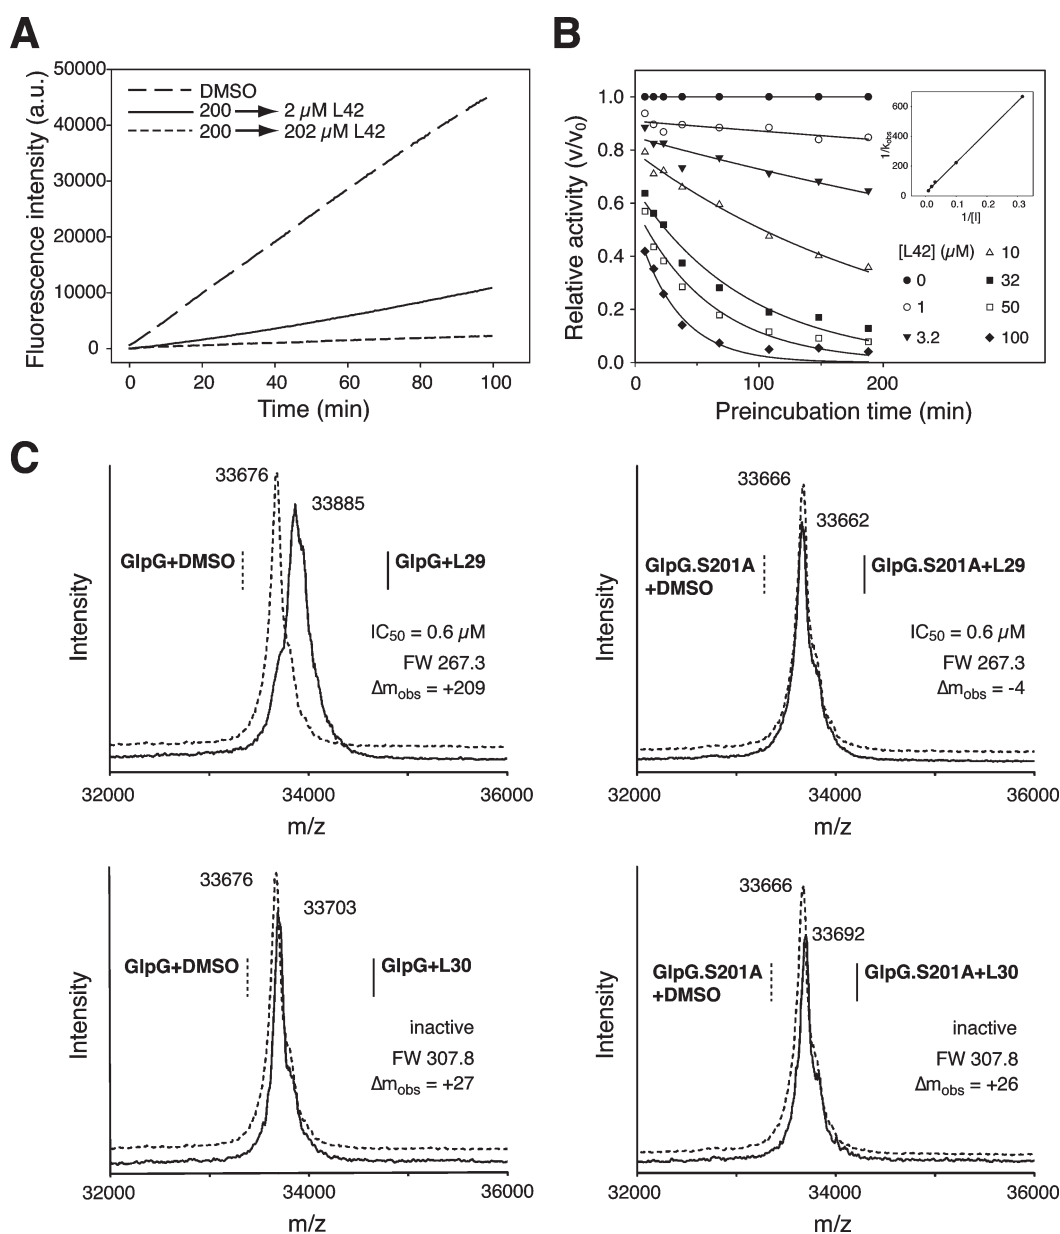 A
Fluorescence intensity (a.u.)
50000
40000
30000
20000
10000
0
DMSO
200 → 2 µM L42
200 → 202 µM L42
0 20 40 60 80 100
Time (min)
B
Relative activity (v/v0)
1.0
0.8
0.6
0.4
0.2
0.0
0 100 200
Preincubation time (min)
1/kobs
600
400
200
0
0.0 0.1 0.2 0.3
1/[I]
[L42] (µM)
0
1
3.2
10
32
50
100
C
Intensity
33676
33885
GlpG+DMSO
GlpG+L29
IC50 = 0.6 µM
FW 267.3
Δmobs = +209
32000 34000 36000
m/z
Intensity
33666
33662
GlpG.S201A
+DMSO
GlpG.S201A+L29
IC50 = 0.6 µM
FW 267.3
Δmobs = -4
32000 34000 36000
m/z
Intensity
33676
33703
GlpG+DMSO
GlpG+L30
inactive
FW 307.8
Δmobs = +27
32000 34000 36000
m/z
Intensity
33666
33692
GlpG.S201A
+DMSO
GlpG.S201A+L30
inactive
FW 307.8
Δmobs = +26
32000 34000 36000
m/z